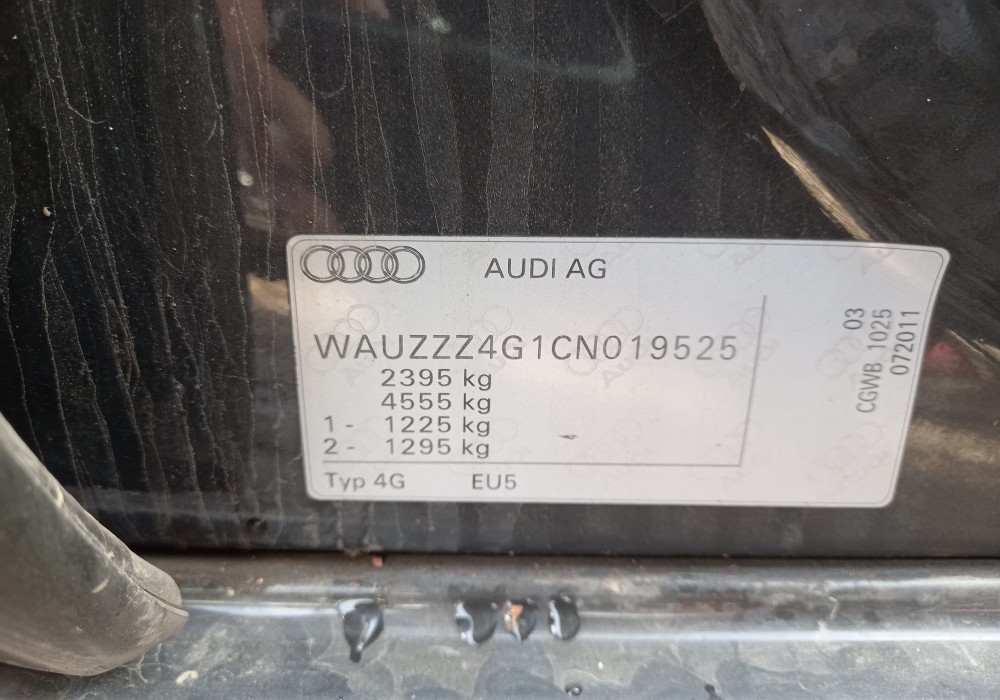 AUDI AG
WAUZZZ4G1CN019525
2395 kg
4555 kg
1 - 1225 kg
2 - 1295 kg
Typ 4G EU5
03
CGWB 1025
072011